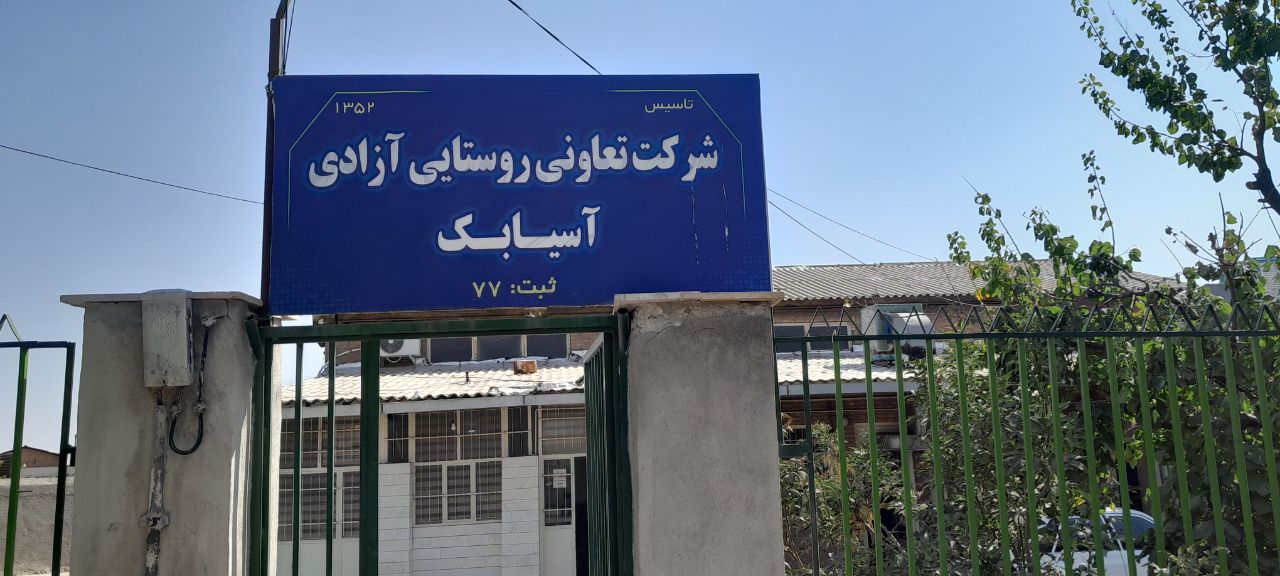 تاسیس ۱۳۵۲
شرکت تعاونی روستایی آزادی
آسیابک
ثبت: ۷۷